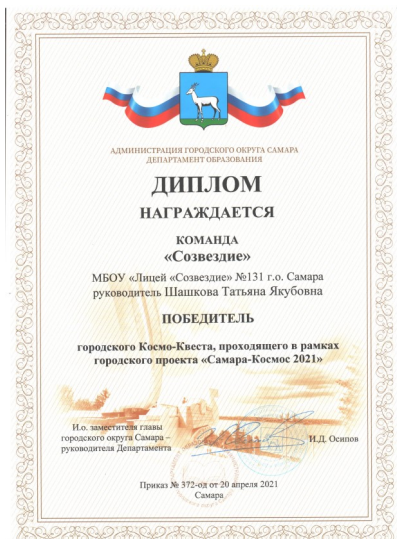 АДМИНИСТРАЦИЯ ГОРОДСКОГО ОКРУГА САМАРА
ДЕПАРТАМЕНТ ОБРАЗОВАНИЯ
ДИПЛОМ
НАГРАЖДАЕТСЯ
КОМАНДА
«Созвездие»
МБОУ «Лицей «Созвездие» №131 г.о. Самара
руководитель Шашкова Татьяна Якубовна
ПОБЕДИТЕЛЬ
городского Космо-Квеста, проходящего в рамках
городского проекта «Самара-Космос 2021»
И.о. заместителя главы
городского округа Самара –
руководителя Департамента
И.Д. Осипов
Приказ № 372-од от 20 апреля 2021
Самара